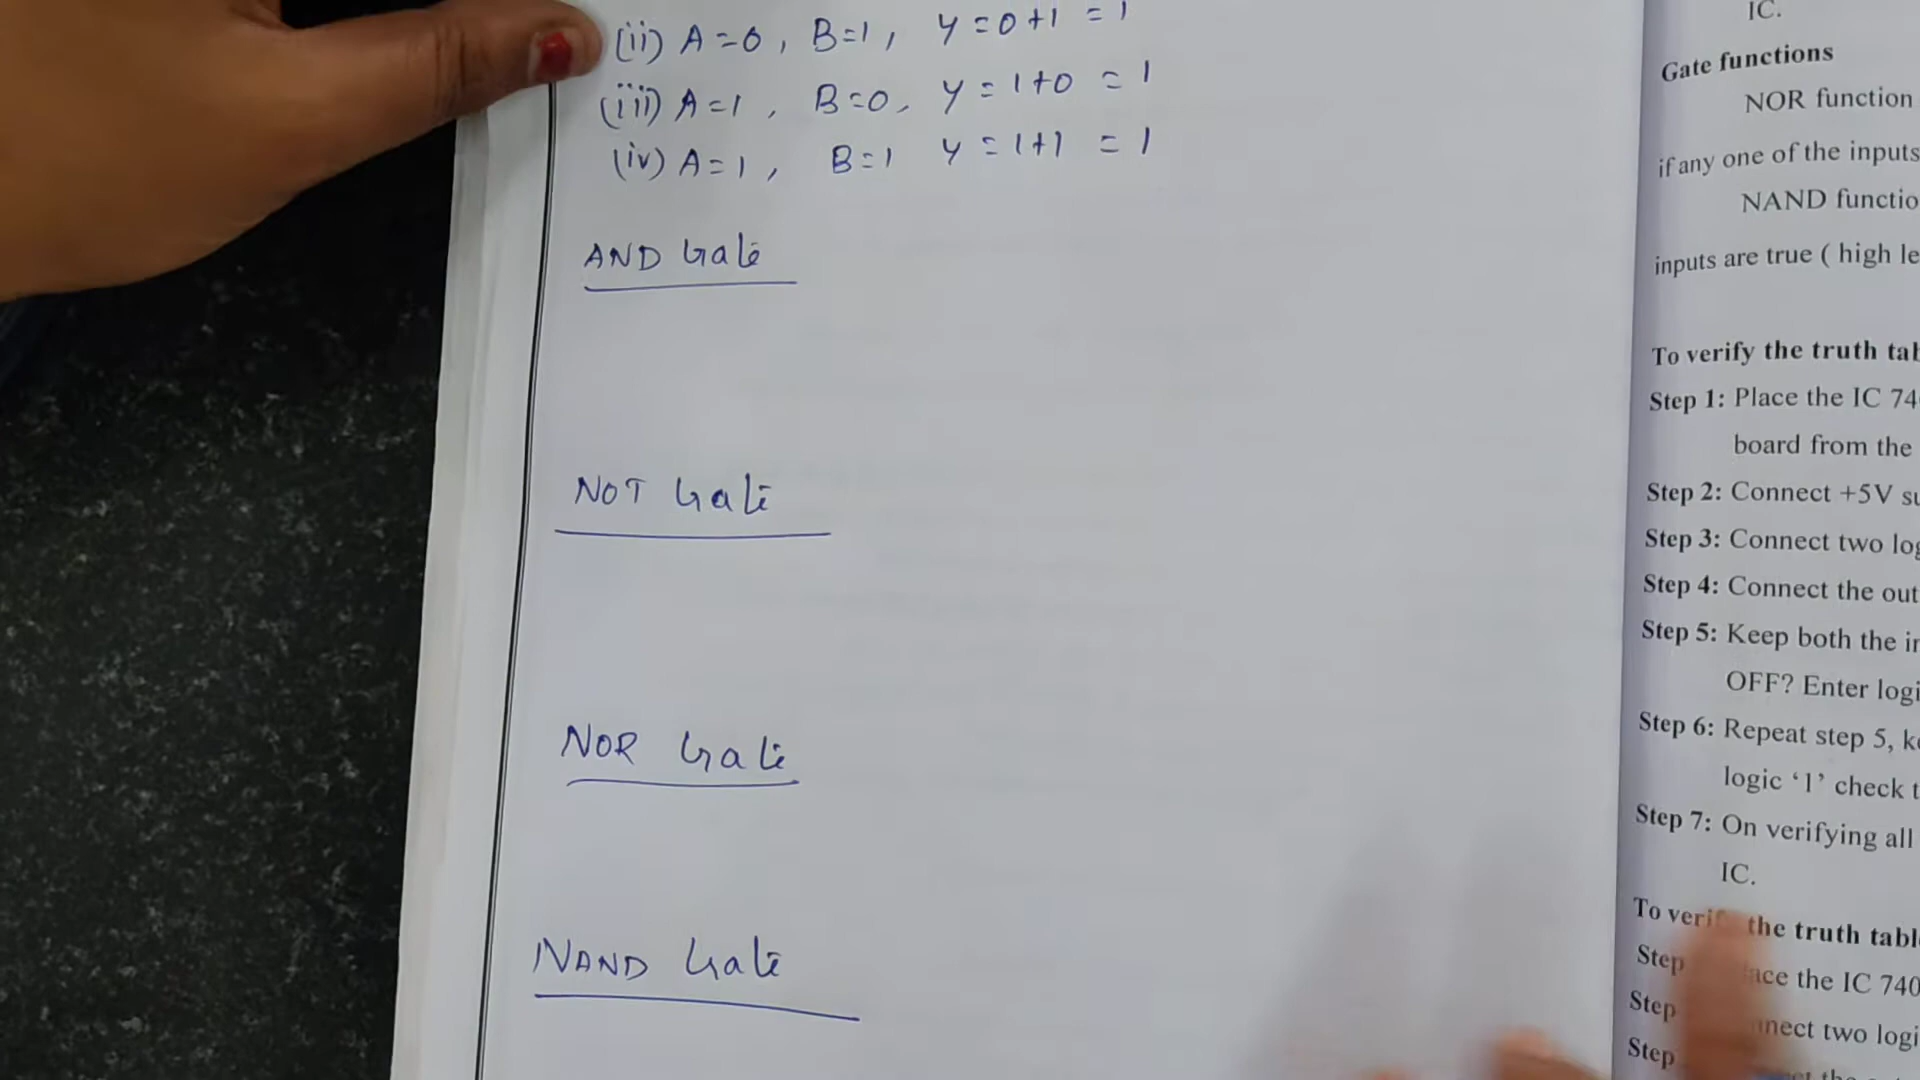 (ii) A=0, B=1, y=0+1 = 1
(iii) A=1, B=0, y=1+0 = 1
(iv) A=1, B=1 y=1+1 = 1
AND Gate
NOT Gate
NOR Gate
NAND Gate
IC.
Gate functions
NOR function
if any one of the inputs
NAND functio
inputs are true ( high le
To verify the truth tab
Step 1: Place the IC 74
board from the
Step 2: Connect +5V su
Step 3: Connect two log
Step 4: Connect the out
Step 5: Keep both the in
OFF? Enter logi
Step 6: Repeat step 5, ke
logic ‘1’ check t
Step 7: On verifying all
IC.
To verify the truth tabl
Step the IC 740
Step two logi
Step